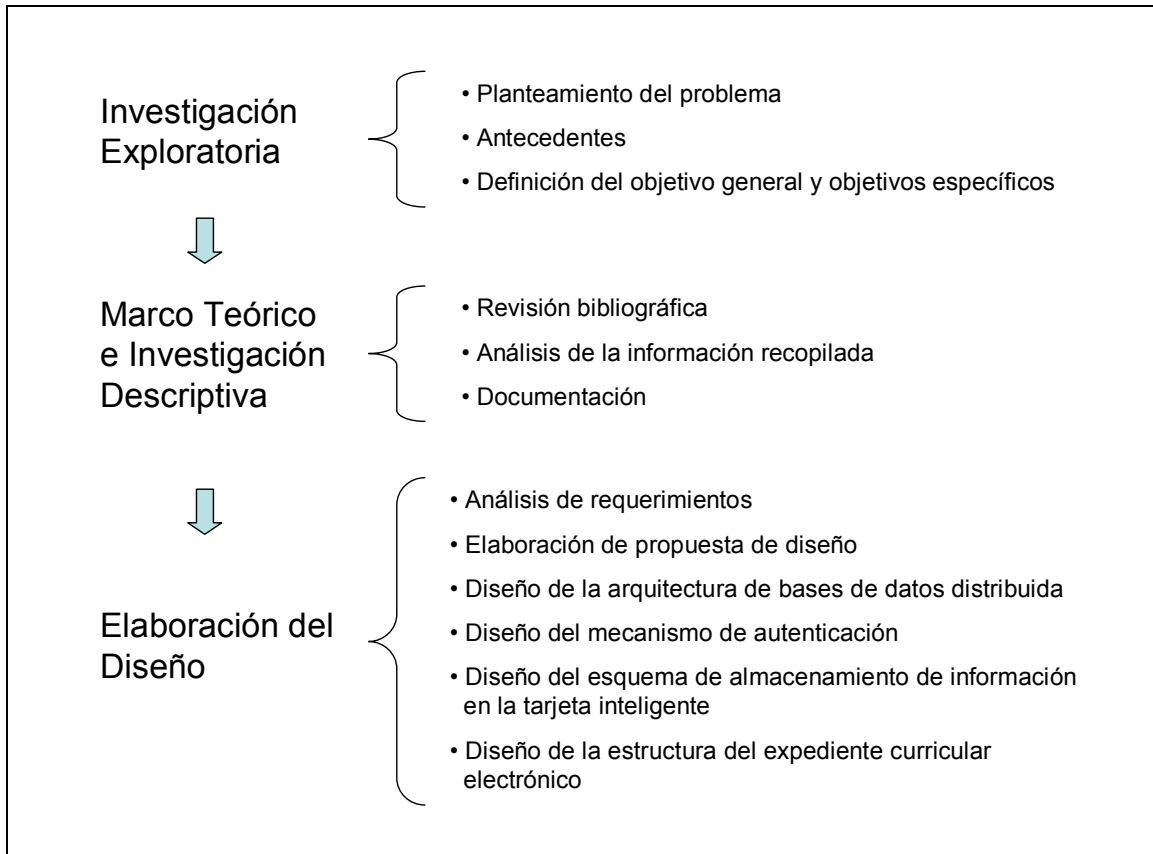 Investigación
Exploratoria
• Planteamiento del problema
• Antecedentes
• Definición del objetivo general y objetivos específicos
Marco Teórico
e Investigación
Descriptiva
• Revisión bibliográfica
• Análisis de la información recopilada
• Documentación
Elaboración del
Diseño
• Análisis de requerimientos
• Elaboración de propuesta de diseño
• Diseño de la arquitectura de bases de datos distribuida
• Diseño del mecanismo de autenticación
• Diseño del esquema de almacenamiento de información
en la tarjeta inteligente
• Diseño de la estructura del expediente curricular
electrónico